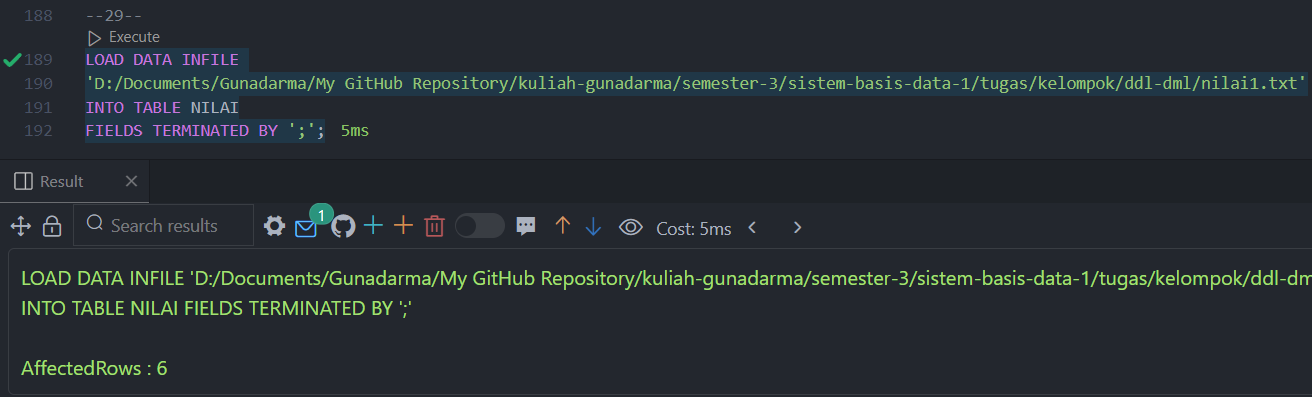 188 --29--
Execute
189 LOAD DATA INFILE
190 'D:/Documents/Gunadarma/My GitHub Repository/kuliah-gunadarma/semester-3/sistem-basis-data-1/tugas/kelompok/ddl-dml/nilai1.txt'
191 INTO TABLE NILAI
192 FIELDS TERMINATED BY ';'; 5ms
Result
Search results 1 Cost: 5ms
LOAD DATA INFILE 'D:/Documents/Gunadarma/My GitHub Repository/kuliah-gunadarma/semester-3/sistem-basis-data-1/tugas/kelompok/ddl-dm
INTO TABLE NILAI FIELDS TERMINATED BY ';'
AffectedRows : 6